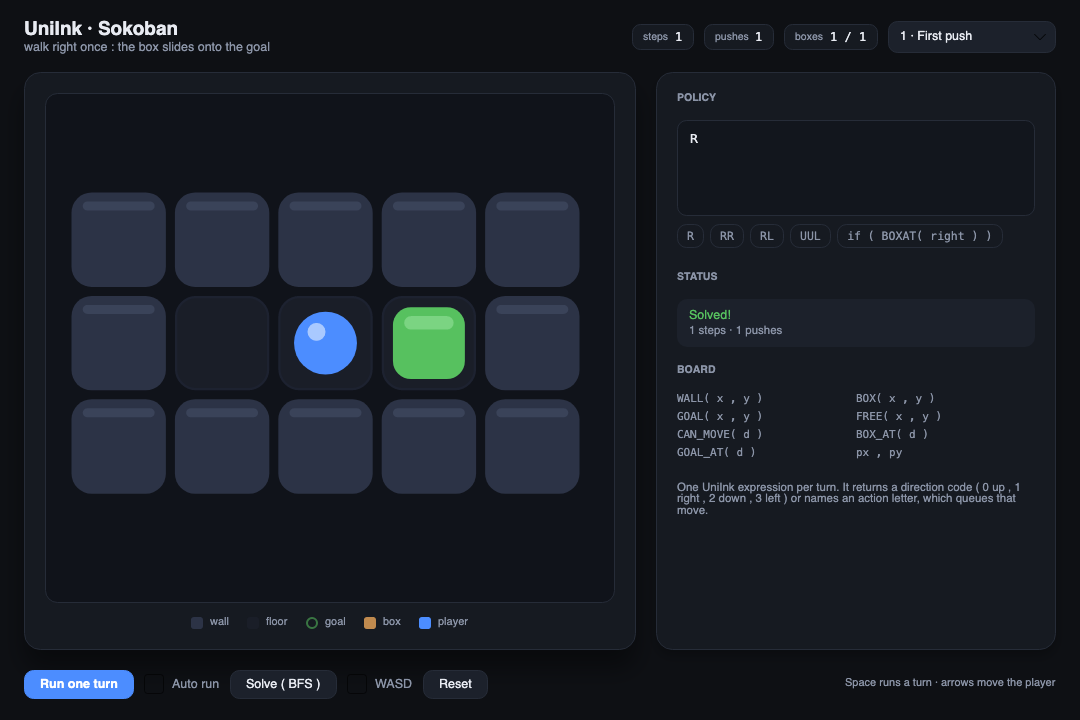 UniInk · Sokoban
walk right once : the box slides onto the goal
steps 1
pushes 1
boxes 1 / 1
1 · First push
POLICY
R
R
RR
RL
UUL
if ( BOXAT( right ) )
STATUS
Solved!
1 steps · 1 pushes
BOARD
WALL( x , y )
BOX( x , y )
GOAL( x , y )
FREE( x , y )
CAN_MOVE( d )
BOX_AT( d )
GOAL_AT( d )
px , py
One UniInk expression per turn. It returns a direction code ( 0 up , 1
right , 2 down , 3 left ) or names an action letter, which queues that
move.
wall
floor
goal
box
player
Run one turn
Auto run
Solve ( BFS )
WASD
Reset
Space runs a turn · arrows move the player